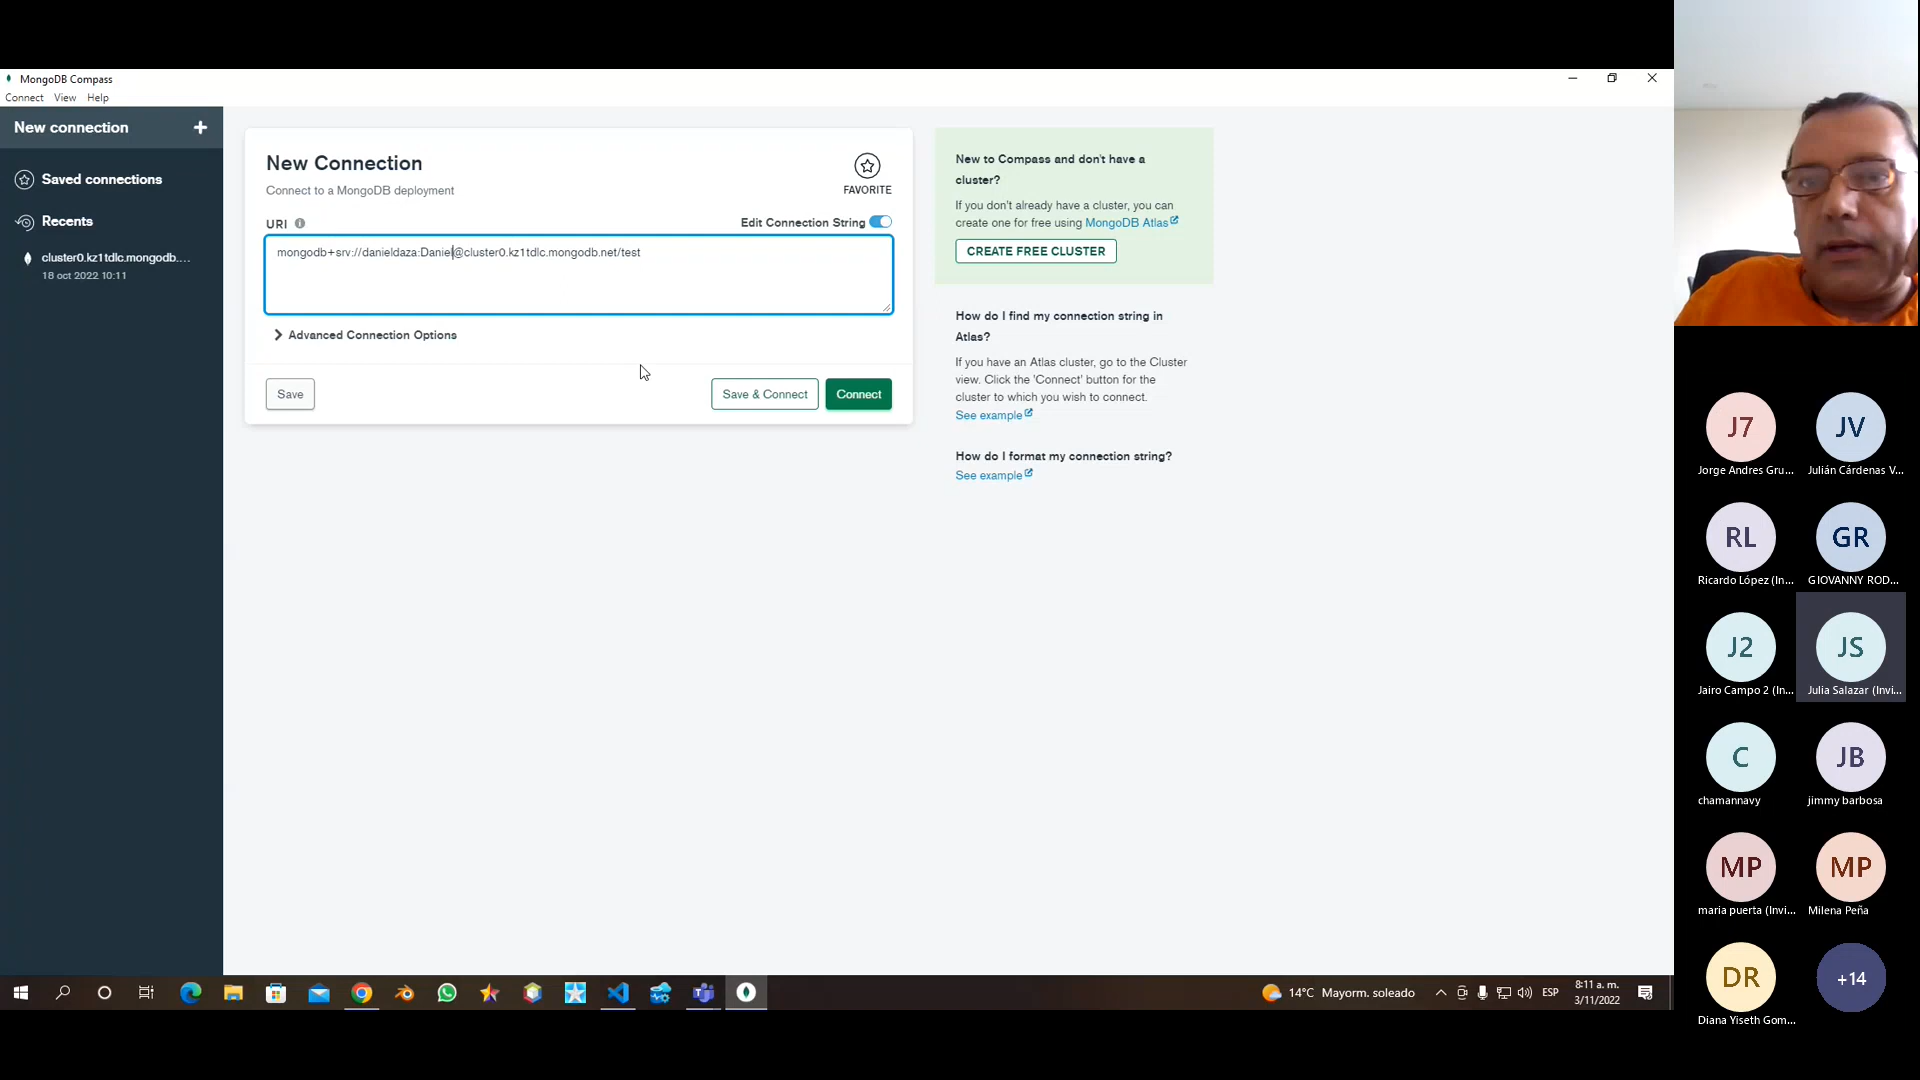 MongoDB Compass
Connect View Help
New connection
Saved connections
Recents
cluster0.kz1tdlc.mongodb....
18 oct 2022 10:11
New Connection
Connect to a MongoDB deployment
FAVORITE
URI
Edit Connection String
mongodb+srv://danieldaza:Daniel@cluster0.kz1tdlc.mongodb.net/test
Advanced Connection Options
Save
Save & Connect
Connect
New to Compass and don't have a
cluster?
If you don't already have a cluster, you can
create one for free using MongoDB Atlas
CREATE FREE CLUSTER
How do I find my connection string in
Atlas?
If you have an Atlas cluster, go to the Cluster
view. Click the 'Connect' button for the
cluster to which you wish to connect.
See example
How do I format my connection string?
See example
J7
Jorge Andres Gru...
JV
Julián Cárdenas V...
RL
Ricardo López (In...
GR
GIOVANNY ROD...
J2
Jairo Campo 2 (In...
JS
Julia Salazar (Invi...
C
chamannavy
JB
jimmy barbosa
MP
maria puerta (Invi...
MP
Milena Peña
DR
Diana Yiseth Gom...
+14
14°C Mayorm. soleado
ESP
8:11 a. m.
3/11/2022